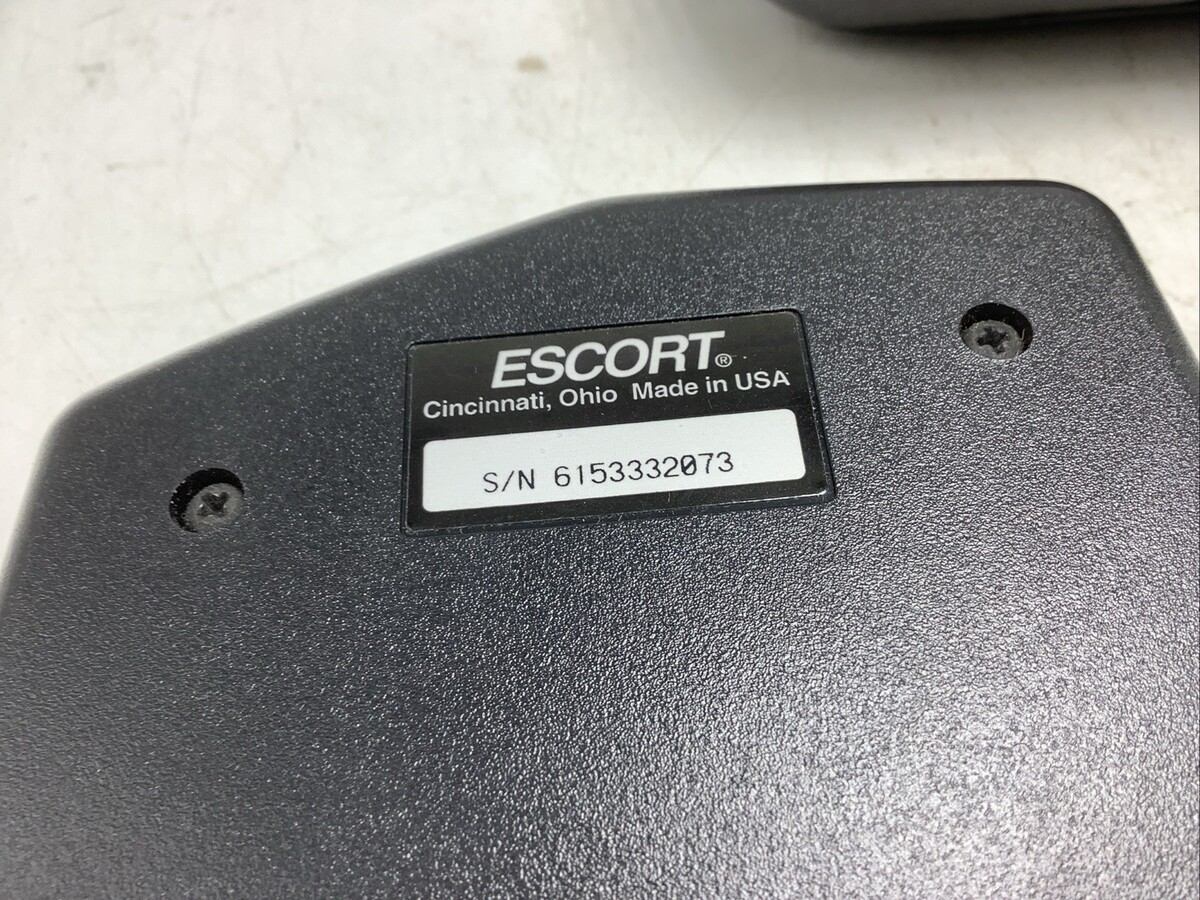 ESCORT®
Cincinnati, Ohio Made in USA
S/N 6153332073